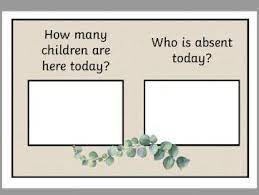 How many
children are
here today?
Who is absent
today?